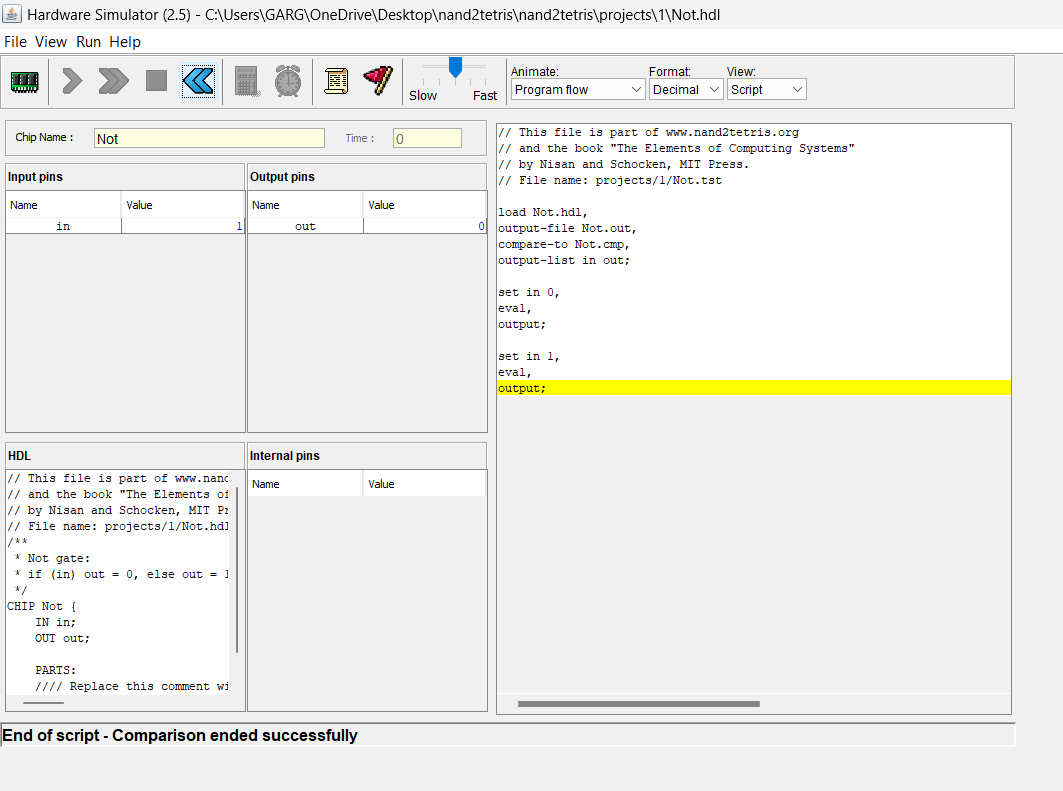 Hardware Simulator (2.5) - C:\Users\GARG\OneDrive\Desktop\nand2tetris\nand2tetris\projects\1\Not.hdl
File View Run Help
Slow Fast
Animate: Format: View:
Program flow Decimal Script
Chip Name : Not Time : 0
Input pins
Name Value
in 1
Output pins
Name Value
out 0
HDL
// This file is part of www.nand
// and the book "The Elements of
// by Nisan and Schocken, MIT Pr
// File name: projects/1/Not.hdl
/**
 * Not gate:
 * if (in) out = 0, else out = 1
 */
CHIP Not {
    IN in;
    OUT out;
    PARTS:
    //// Replace this comment wi
Internal pins
Name Value
// This file is part of www.nand2tetris.org
// and the book "The Elements of Computing Systems"
// by Nisan and Schocken, MIT Press.
// File name: projects/1/Not.tst
load Not.hdl,
output-file Not.out,
compare-to Not.cmp,
output-list in out;
set in 0,
eval,
output;
set in 1,
eval,
output;
End of script - Comparison ended successfully